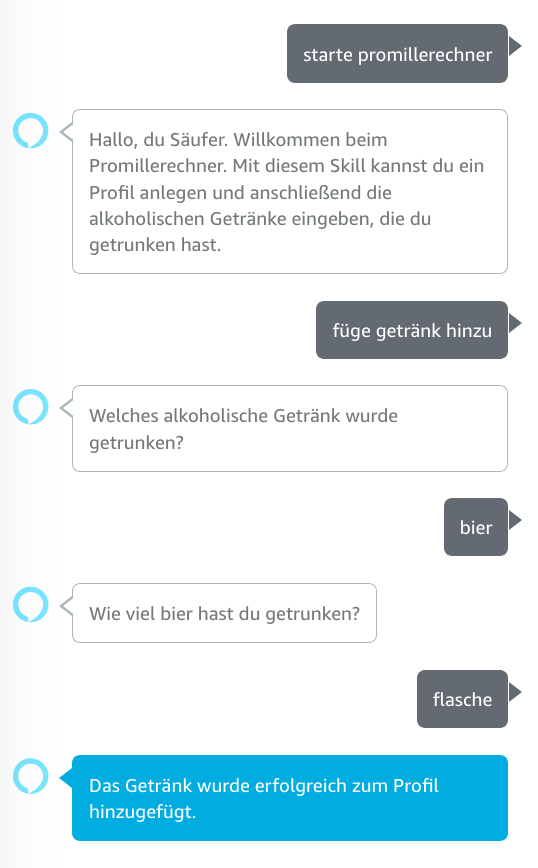 starte promillerechner
Hallo, du Säufer. Willkommen beim
Promillerechner. Mit diesem Skill kannst du ein
Profil anlegen und anschließend die
alkoholischen Getränke eingeben, die du
getrunken hast.
füge getränk hinzu
Welches alkoholische Getränk wurde
getrunken?
bier
Wie viel bier hast du getrunken?
flasche
Das Getränk wurde erfolgreich zum Profil
hinzugefügt.